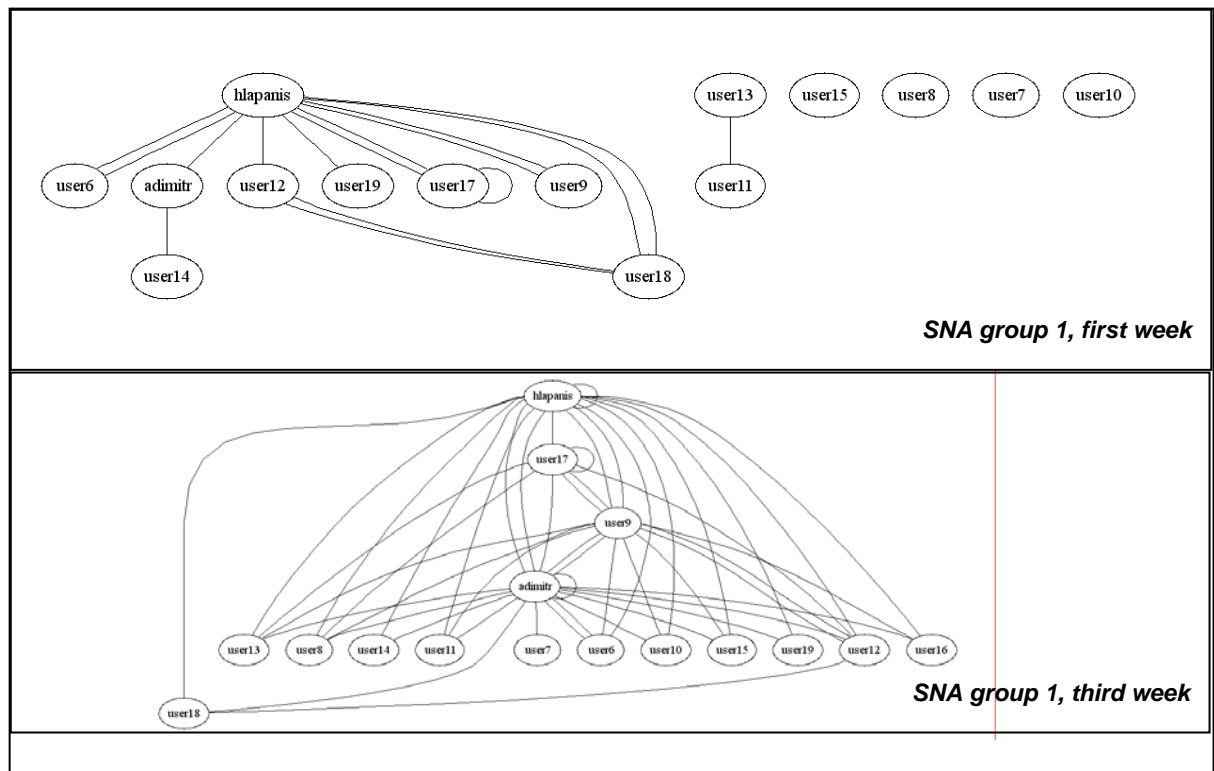 hlapanis user13 user15 user8 user7 user10
user6 adimitr user12 user19 user17 user9 user11
user14 user18
SNA group 1, first week
hlapanis
user17
user9
adimitr
user13 user8 user14 user11 user7 user6 user10 user15 user19 user12 user16
SNA group 1, third week
user18